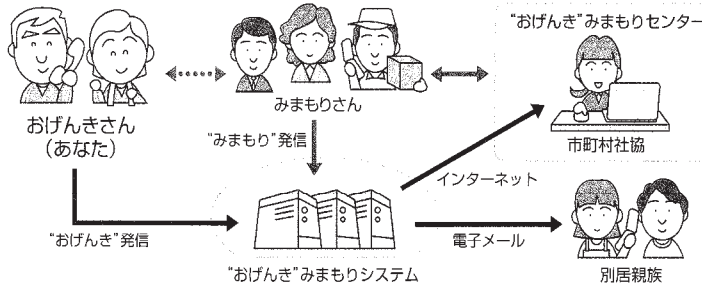 "おげんき"みまもりセンター
みまもりさん
おげんきさん
(あなた)
市町村社協
"みまもり"発信
インターネット
"おげんき"発信
電子メール
"おげんき"みまもりシステム
別居親族